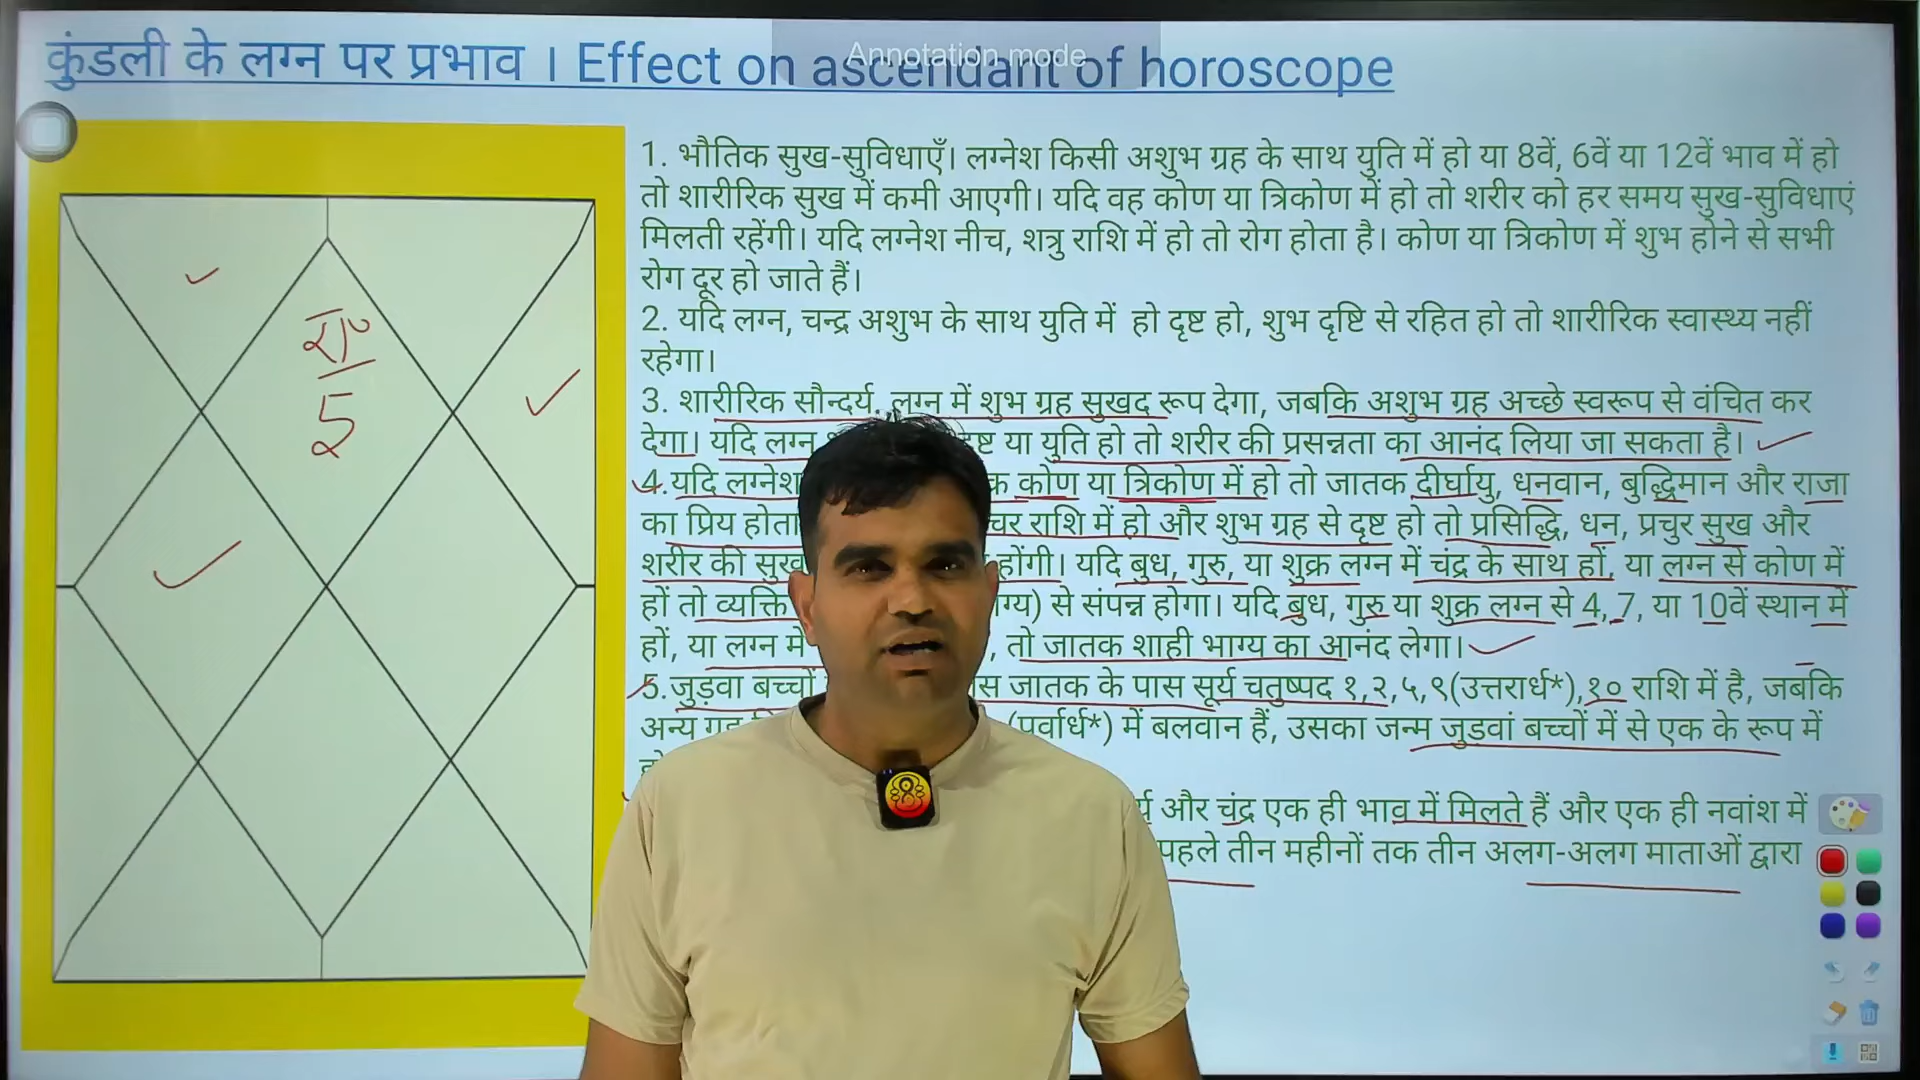 कुंडली के लग्न पर प्रभाव । Effect on ascendant of horoscope
Annotation mode
1. भौतिक सुख-सुविधाएँ। लग्नेश किसी अशुभ ग्रह के साथ युति में हो या 8वें, 6वें या 12वें भाव में हो
तो शारीरिक सुख में कमी आएगी। यदि वह कोण या त्रिकोण में हो तो शरीर को हर समय सुख-सुविधाएं
मिलती रहेंगी। यदि लग्नेश नीच, शत्रु राशि में हो तो रोग होता है। कोण या त्रिकोण में शुभ होने से सभी
रोग दूर हो जाते हैं।
2. यदि लग्न, चन्द्र अशुभ के साथ युति में हो दृष्ट हो, शुभ दृष्टि से रहित हो तो शारीरिक स्वास्थ्य नहीं
रहेगा।
3. शारीरिक सौन्दर्य. लग्न में शुभ ग्रह सुखद रूप देगा, जबकि अशुभ ग्रह अच्छे स्वरूप से वंचित कर
देगा। यदि लग्न या युति हो तो शरीर की प्रसन्नता का आनंद लिया जा सकता है।
4.यदि लग्नेश कोण या त्रिकोण में हो तो जातक दीर्घायु, धनवान, बुद्धिमान और राजा
का प्रिय होता चर राशि में हो और शुभ ग्रह से दृष्ट हो तो प्रसिद्धि, धन, प्रचुर सुख और
शरीर की सुख होंगी। यदि बुध, गुरु, या शुक्र लग्न में चंद्र के साथ हों, या लग्न से कोण में
हों तो व्यक्ति से संपन्न होगा। यदि बुध, गुरु या शुक्र लग्न से 4,7, या 10वें स्थान में
हों, या लग्न में , तो जातक शाही भाग्य का आनंद लेगा।
5.जुड़वा बच्चों जातक के पास सूर्य चतुष्पद १,२,५,९(उत्तरार्ध*),१० राशि में है, जबकि
अन्य (पूर्वार्ध*) में बलवान हैं, उसका जन्म जुडवां बच्चों में से एक के रूप में
और चंद्र एक ही भाव में मिलते हैं और एक ही नवांश में
पहले तीन महीनों तक तीन अलग-अलग माताओं द्वारा
5